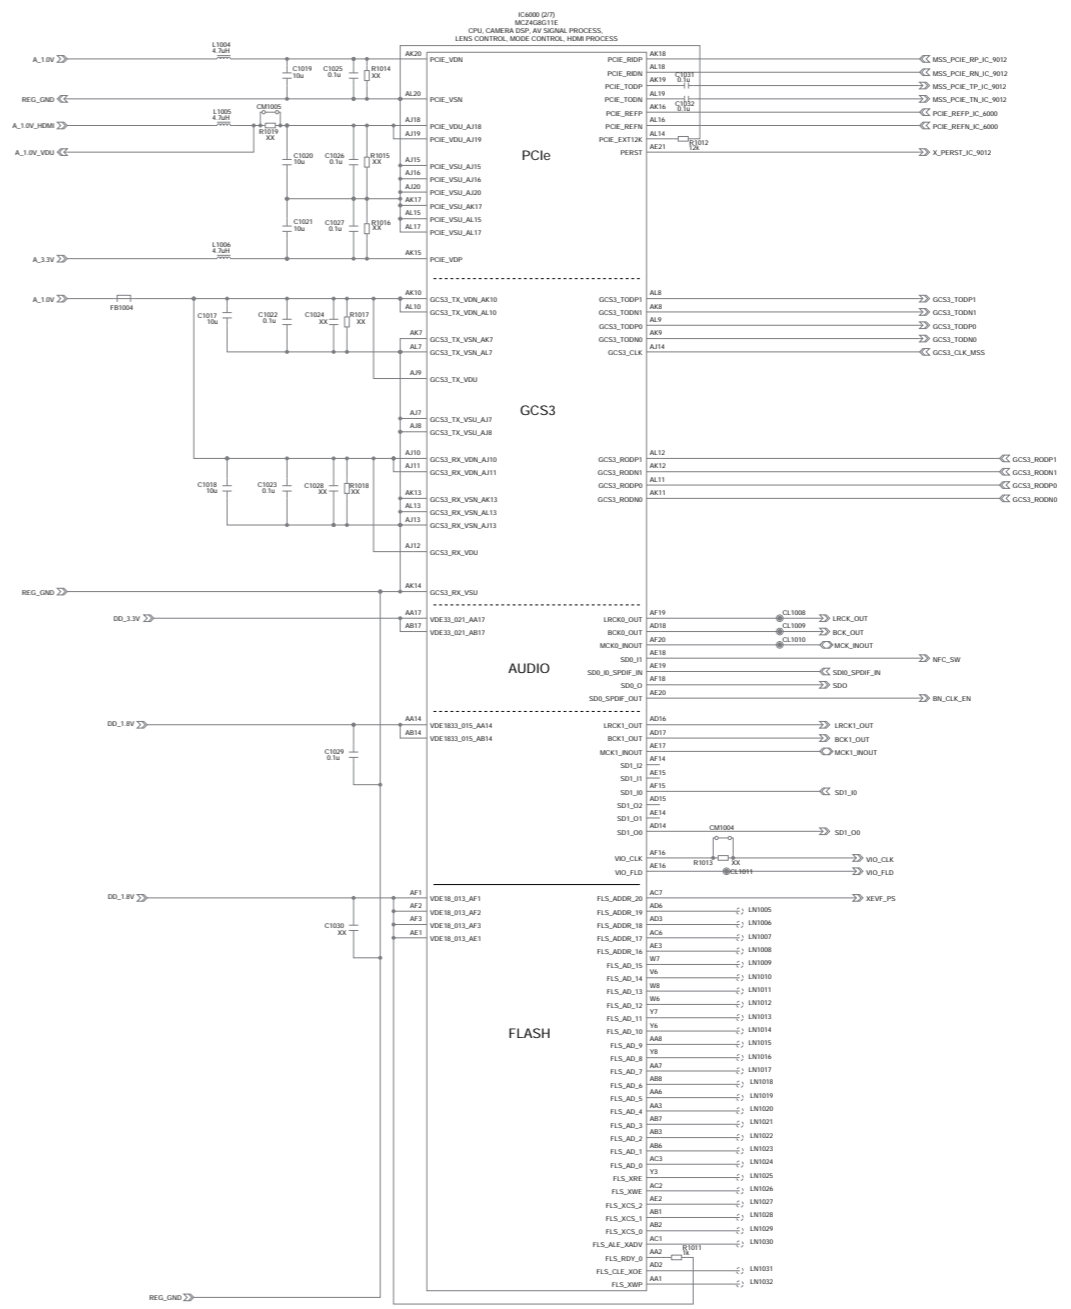 IC6000 (2/7)
MCZ4G8G11E
CPU, CAMERA DSP, AV SIGNAL PROCESS,
LENS CONTROL, MODE CONTROL, HDMI PROCESS
A_1.0V
L1004
4.7uH
C1019
10u
C1025
0.1u
R1014
XX
AK20
PCIE_VDN
REG_GND
AL20
PCIE_VSN
A_1.0V_HDMI
L1005
4.7uH
CM1005
R1019
XX
AJ18
PCIE_VDU_AJ18
AJ19
PCIE_VDU_AJ19
A_1.0V_VDU
C1020
10u
C1026
0.1u
R1015
XX
AJ15
PCIE_VSU_AJ15
AJ16
PCIE_VSU_AJ16
AJ20
PCIE_VSU_AJ20
AK17
PCIE_VSU_AK17
AL15
PCIE_VSU_AL15
AL17
PCIE_VSU_AL17
C1021
10u
C1027
0.1u
R1016
XX
A_3.3V
L1006
4.7uH
AK15
PCIE_VDP
PCIe
PCIE_RIDP
AK18
MSS_PCIE_RP_IC_9012
PCIE_RIDN
AL18
MSS_PCIE_RN_IC_9012
PCIE_TODP
AK19
C1031
0.1u
MSS_PCIE_TP_IC_9012
PCIE_TODN
AL19
C1032
0.1u
MSS_PCIE_TN_IC_9012
PCIE_REFP
AK16
PCIE_REFP_IC_6000
PCIE_REFN
AL16
PCIE_REFN_IC_6000
PCIE_EXT12K
AL14
R1012
12k
PERST
AE21
X_PERST_IC_9012
A_1.0V
FB1004
C1017
10u
C1022
0.1u
C1024
XX
R1017
XX
AK10
GCS3_TX_VDN_AK10
AL10
GCS3_TX_VDN_AL10
AK7
GCS3_TX_VSN_AK7
AL7
GCS3_TX_VSN_AL7
AJ9
GCS3_TX_VDU
AJ7
GCS3_TX_VSU_AJ7
AJ8
GCS3_TX_VSU_AJ8
AJ10
GCS3_RX_VDN_AJ10
AJ11
GCS3_RX_VDN_AJ11
C1018
10u
C1023
0.1u
C1028
XX
R1018
XX
AK13
GCS3_RX_VSN_AK13
AL13
GCS3_RX_VSN_AL13
AJ13
GCS3_RX_VSN_AJ13
AJ12
GCS3_RX_VDU
REG_GND
AK14
GCS3_RX_VSU
GCS3
GCS3_TODP1
AL8
GCS3_TODP1
GCS3_TODN1
AK8
GCS3_TODN1
GCS3_TODP0
AL9
GCS3_TODP0
GCS3_TODN0
AK9
GCS3_TODN0
GCS3_CLK
AJ14
GCS3_CLK_MSS
GCS3_RODP1
AL12
GCS3_RODP1
GCS3_RODN1
AK12
GCS3_RODN1
GCS3_RODP0
AL11
GCS3_RODP0
GCS3_RODN0
AK11
GCS3_RODN0
DD_3.3V
AA17
VDE33_021_AA17
AB17
VDE33_021_AB17
AUDIO
LRCK0_OUT
AF19
CL1008
LRCK_OUT
BCK0_OUT
AD18
CL1009
BCK_OUT
MCK0_INOUT
AF20
CL1010
MCK_INOUT
SD0_I1
AE18
NFC_SW
SD0_I0_SPDIF_IN
AE19
SDI0_SPDIF_IN
SD0_O
AF18
SDO
SD0_SPDIF_OUT
AE20
BN_CLK_EN
DD_1.8V
AA14
VDE1833_015_AA14
AB14
VDE1833_015_AB14
C1029
0.1u
LRCK1_OUT
AD16
LRCK1_OUT
BCK1_OUT
AD17
BCK1_OUT
MCK1_INOUT
AE17
MCK1_INOUT
SD1_I2
AF14
SD1_I1
AE15
SD1_I0
AF15
SD1_I0
SD1_O2
AD15
SD1_O1
AE14
SD1_O0
AD14
SD1_O0
CM1004
VIO_CLK
AF16
R1013
XX
VIO_CLK
VIO_FLD
AE16
CL1011
VIO_FLD
DD_1.8V
C1030
XX
AF1
VDE18_013_AF1
AF2
VDE18_013_AF2
AF3
VDE18_013_AF3
AE1
VDE18_013_AE1
FLASH
FLS_ADDR_20
AC7
XEVF_PS
FLS_ADDR_19
AD6
LN1005
FLS_ADDR_18
AD3
LN1006
FLS_ADDR_17
AC6
LN1007
FLS_ADDR_16
AE3
LN1008
FLS_AD_15
W7
LN1009
FLS_AD_14
V6
LN1010
FLS_AD_13
W8
LN1011
FLS_AD_12
W6
LN1012
FLS_AD_11
Y7
LN1013
FLS_AD_10
Y6
LN1014
FLS_AD_9
AA8
LN1015
FLS_AD_8
Y8
LN1016
FLS_AD_7
AA7
LN1017
FLS_AD_6
AB8
LN1018
FLS_AD_5
AA6
LN1019
FLS_AD_4
AA3
LN1020
FLS_AD_3
AB7
LN1021
FLS_AD_2
AB3
LN1022
FLS_AD_1
AB6
LN1023
FLS_AD_0
AC3
LN1024
FLS_XRE
Y3
LN1025
FLS_XWE
AC2
LN1026
FLS_XCS_2
AE2
LN1027
FLS_XCS_1
AB1
LN1028
FLS_XCS_0
AB2
LN1029
FLS_ALE_XADV
AC1
LN1030
FLS_RDY_0
AA2
R1011
1k
FLS_CLE_XOE
AD2
LN1031
FLS_XWP
AA1
LN1032
REG_GND